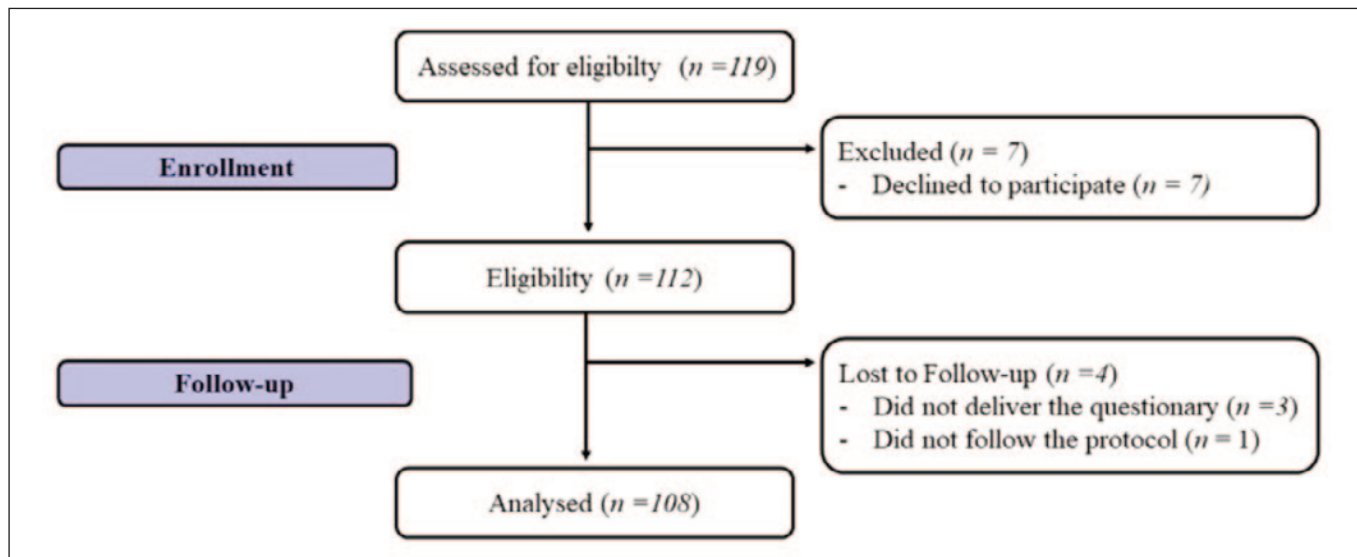 Assessed for eligibilty (n =119)
Enrollment
Excluded (n = 7)
- Declined to participate (n = 7)
Eligibility (n =112)
Follow-up
Lost to Follow-up (n =4)
- Did not deliver the questionary (n =3)
- Did not follow the protocol (n = 1)
Analysed (n =108)